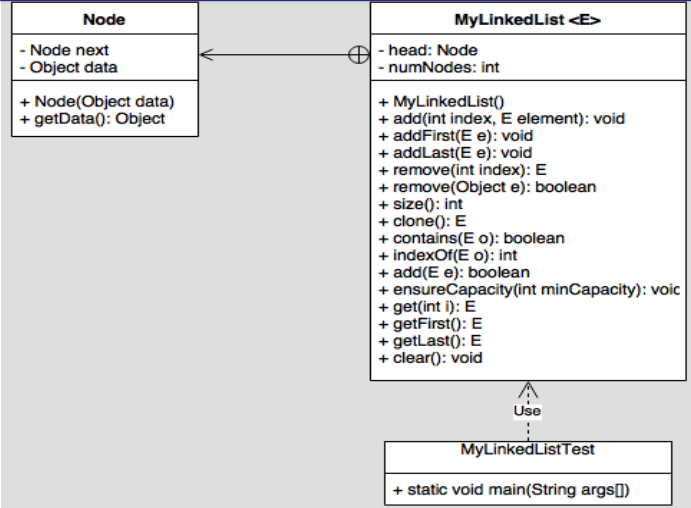 Node
- Node next
- Object data
+ Node(Object data)
+ getData(): Object
MyLinkedList <E>
- head: Node
- numNodes: int
+ MyLinkedList()
+ add(int index, E element): void
+ addFirst(E e): void
+ addLast(E e): void
+ remove(int index): E
+ remove(Object e): boolean
+ size(): int
+ clone(): E
+ contains(E o): boolean
+ indexOf(E o): int
+ add(E e): boolean
+ ensureCapacity(int minCapacity): voic
+ get(int i): E
+ getFirst(): E
+ getLast(): E
+ clear(): void
Use
MyLinkedListTest
+ static void main(String args[])